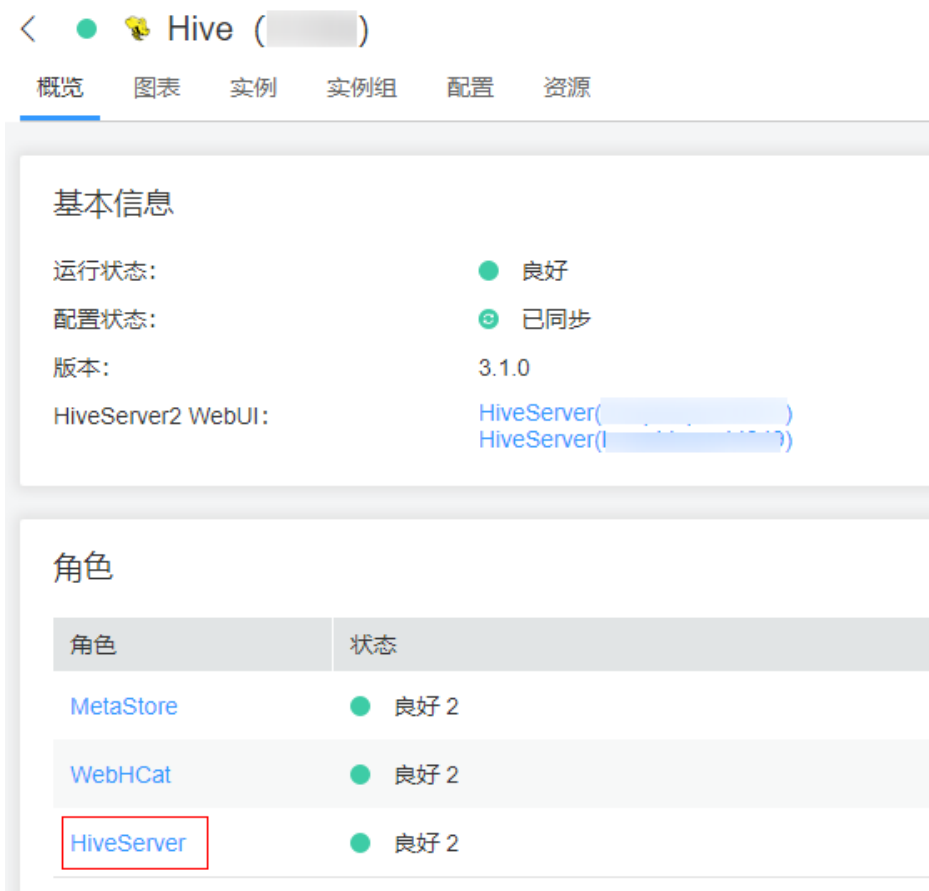 Hive ( )
概览 图表 实例 实例组 配置 资源
基本信息
运行状态： 良好
配置状态： 已同步
版本： 3.1.0
HiveServer2 WebUI： HiveServer( )
HiveServer( )
角色
角色 状态
MetaStore 良好 2
WebHCat 良好 2
HiveServer 良好 2